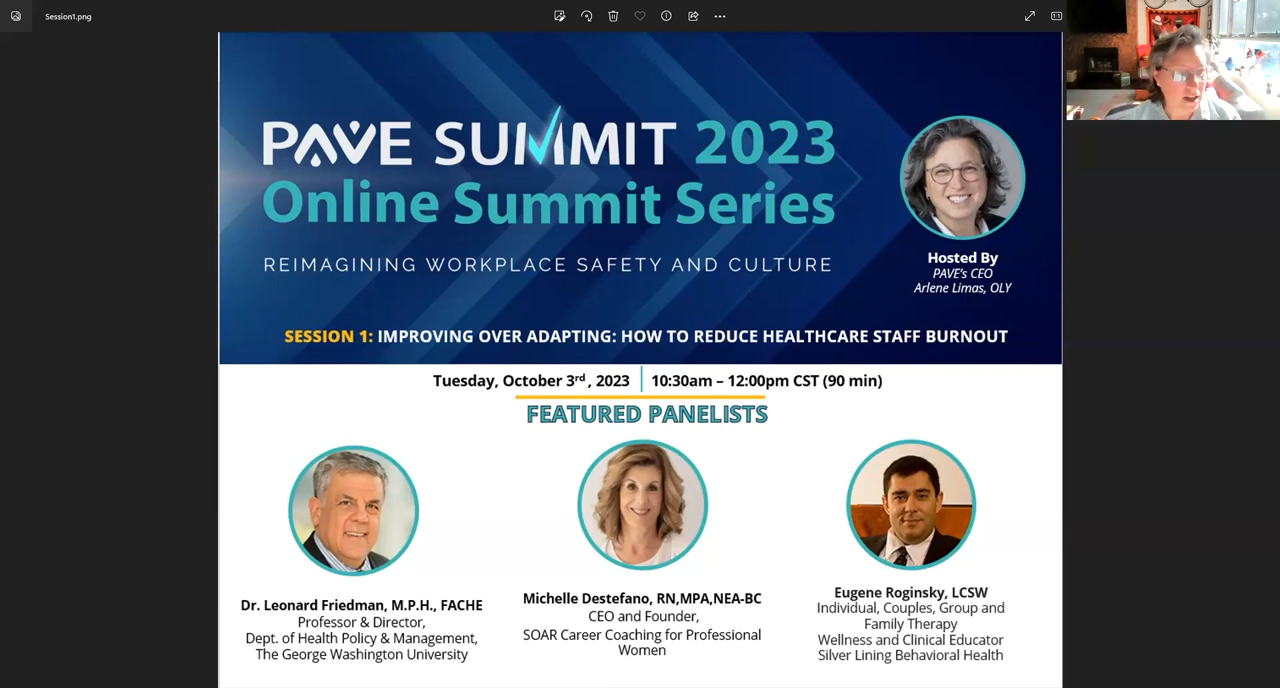 Session1.png
PAVE SUMMIT 2023
Online Summit Series
REIMAGINING WORKPLACE SAFETY AND CULTURE
Hosted By
PAVE's CEO
Arlene Limas, OLY
SESSION 1: IMPROVING OVER ADAPTING: HOW TO REDUCE HEALTHCARE STAFF BURNOUT
Tuesday, October 3rd, 2023 10:30am – 12:00pm CST (90 min)
FEATURED PANELISTS
Dr. Leonard Friedman, M.P.H., FACHE
Professor & Director,
Dept. of Health Policy & Management,
The George Washington University
Michelle Destefano, RN,MPA,NEA-BC
CEO and Founder,
SOAR Career Coaching for Professional
Women
Eugene Roginsky, LCSW
Individual, Couples, Group and
Family Therapy
Wellness and Clinical Educator
Silver Lining Behavioral Health